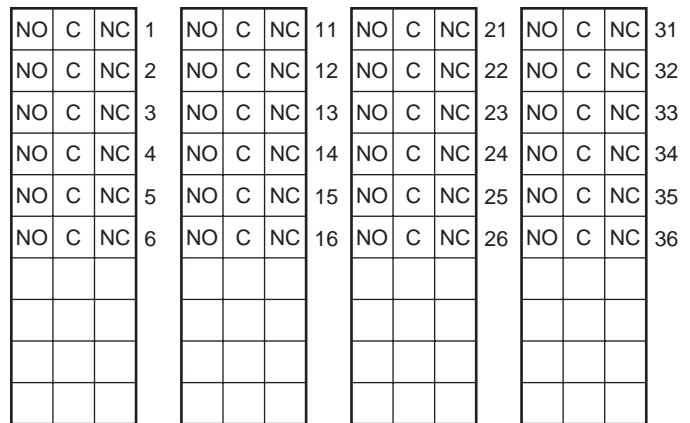 NO C NC 1 NO C NC 11 NO C NC 21 NO C NC 31
NO C NC 2 NO C NC 12 NO C NC 22 NO C NC 32
NO C NC 3 NO C NC 13 NO C NC 23 NO C NC 33
NO C NC 4 NO C NC 14 NO C NC 24 NO C NC 34
NO C NC 5 NO C NC 15 NO C NC 25 NO C NC 35
NO C NC 6 NO C NC 16 NO C NC 26 NO C NC 36